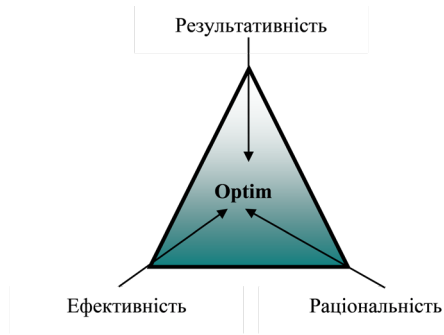 Результативність
Optim
Ефективність
Раціональність